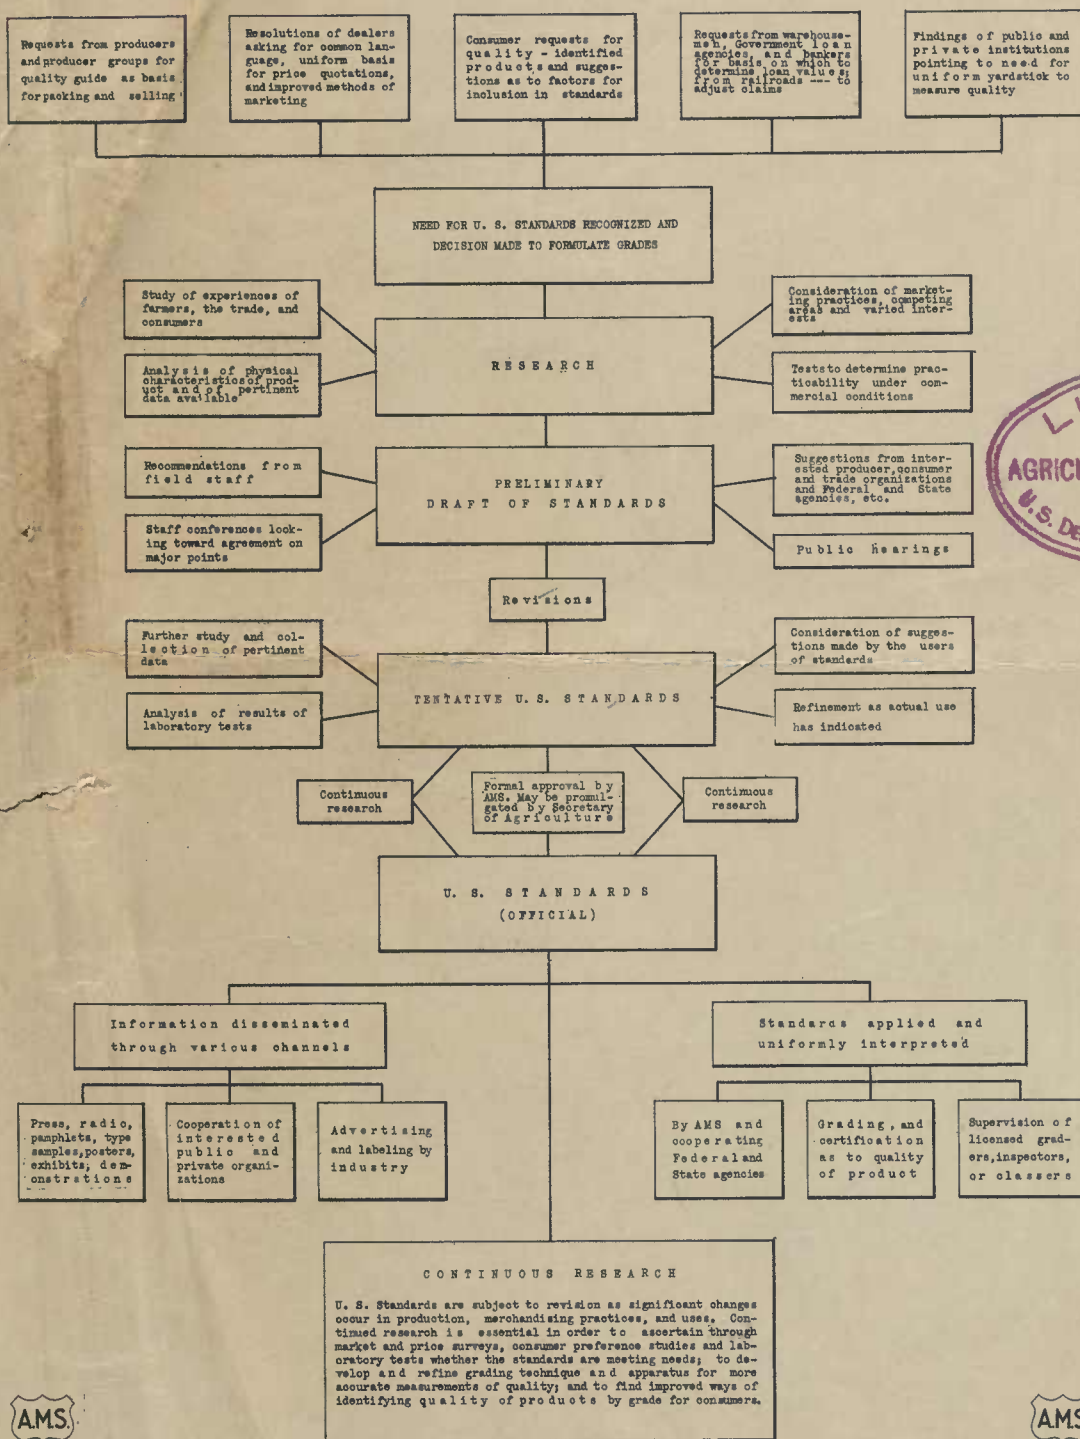 Requests from producers
and producer groups for
quality guide as basis
for packing and selling
Resolutions of dealers
asking for common lan-
guage, uniform basis
for price quotations,
and improved methods of
marketing
Consumer requests for
quality - identified
products and sugges-
tions as to factors for
inclusion in standards
Requests from warehouse-
men, Government loan
agencies, and bankers
for basis on which to
determine loan values;
from railroads --- to
adjust claims
Findings of public and
private institutions
pointing to need for
uniform yardstick to
measure quality
NEED FOR U. S. STANDARDS RECOGNIZED AND
DECISION MADE TO FORMULATE GRADES
Study of experiences of
farmers, the trade, and
consumers
Consideration of market-
ing practices, competing
areas and varied inter-
ests
RESEARCH
Analysis of physical
characteristics of prod-
uct and of pertinent
data available
Tests to determine prac-
ticability under com-
mercial conditions
Recommendations from
field staff
Suggestions from inter-
ested producer, consumer
and trade organizations
and Federal and State
agencies, etc.
PRELIMINARY
DRAFT OF STANDARDS
Staff conferences look-
ing toward agreement on
major points
Public hearings
AGRICU
U.S. De
Revisions
Further study and col-
lection of pertinent
data
Consideration of sugges-
tions made by the users
of standards
TENTATIVE U.S. STANDARDS
Analysis of results of
laboratory tests
Refinement as actual use
has indicated
Continuous
research
Formal approval by
AMS. May be promul-
gated by Secretary
of Agriculture
Continuous
research
U. S. STANDARDS
(OFFICIAL)
Information disseminated
through various channels
Standards applied and
uniformly interpreted
Press, radio,
pamphlets, type
samples, posters,
exhibits; dem-
onstrations
Cooperation of
interested
public and
private organi-
zations
Advertising
and labeling by
industry
By AMS and
cooperating
Federal and
State agencies
Grading, and
certification
as to quality
of product
Supervision of
licensed grad-
ers, inspectors,
or classers
CONTINUOUS RESEARCH
U. S. Standards are subject to revision as significant changes
occur in production, merchandising practices, and uses. Con-
tinued research is essential in order to ascertain through
market and price surveys, consumer preference studies and lab-
oratory tests whether the standards are meeting needs; to de-
velop and refine grading technique and apparatus for more
accurate measurements of quality; and to find improved ways of
identifying quality of products by grade for consumers.
A.M.S.
A.M.S